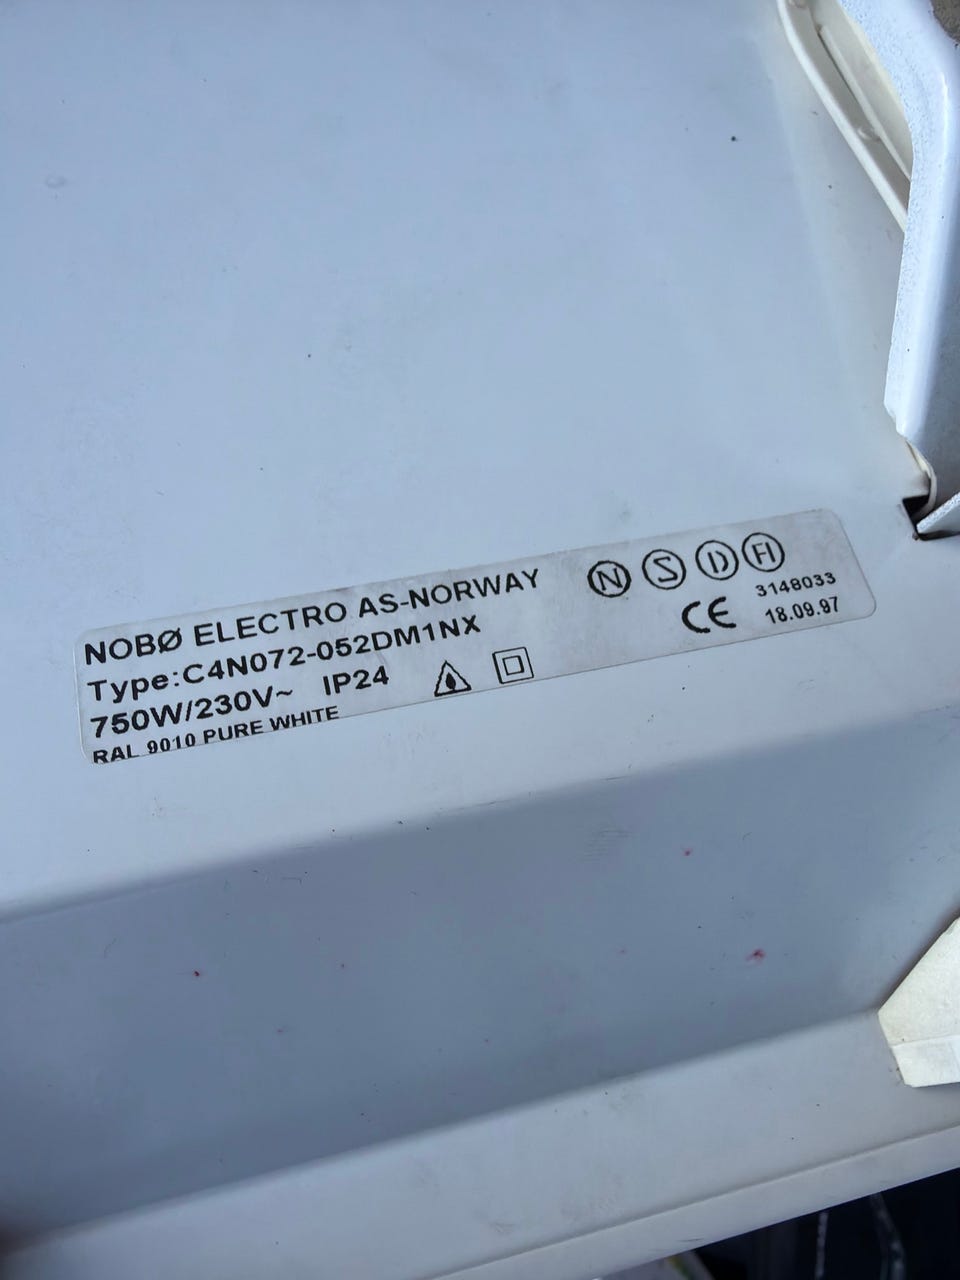 NOBØ ELECTRO AS-NORWAY
N S D FI
Type:C4N072-052DM1NX
3148033
750W/230V~ IP24
CE 18.09.97
RAL 9010 PURE WHITE